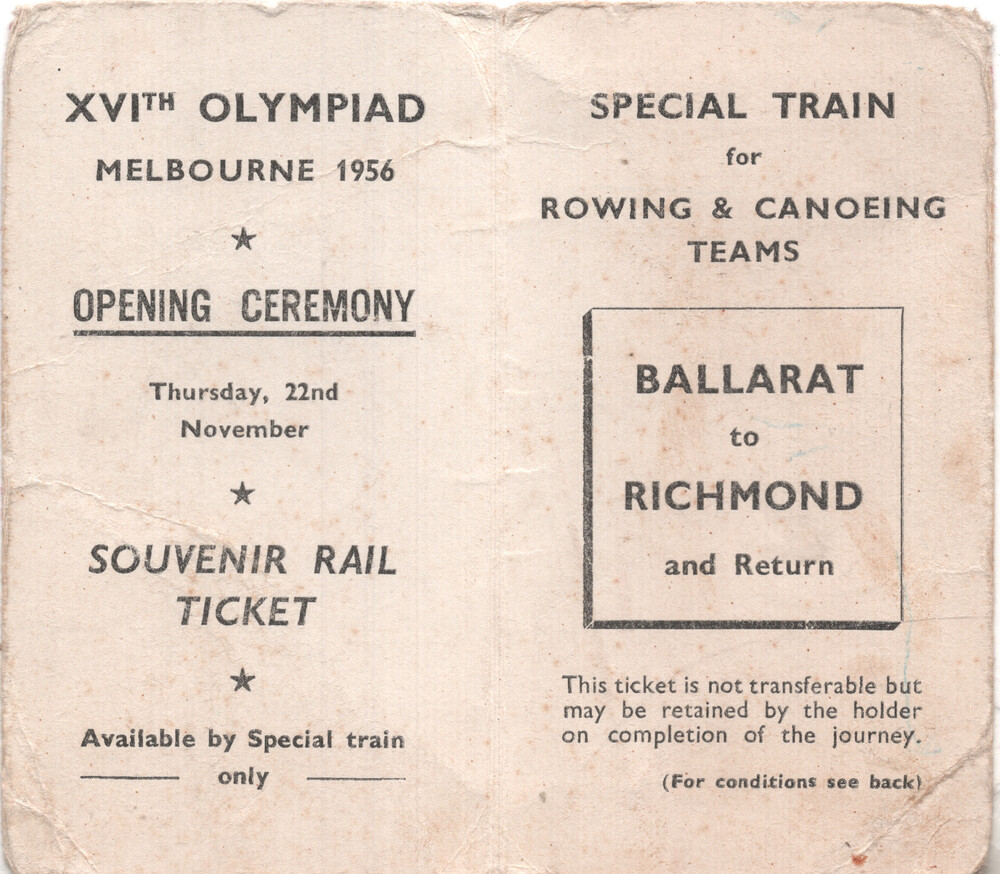 XVITH OLYMPIAD
MELBOURNE 1956
★
OPENING CEREMONY
Thursday, 22nd
November
★
SOUVENIR RAIL
TICKET
★
Available by Special train
only
SPECIAL TRAIN
for
ROWING & CANOEING
TEAMS
BALLARAT
to
RICHMOND
and Return
This ticket is not transferable but
may be retained by the holder
on completion of the journey.
(For conditions see back)